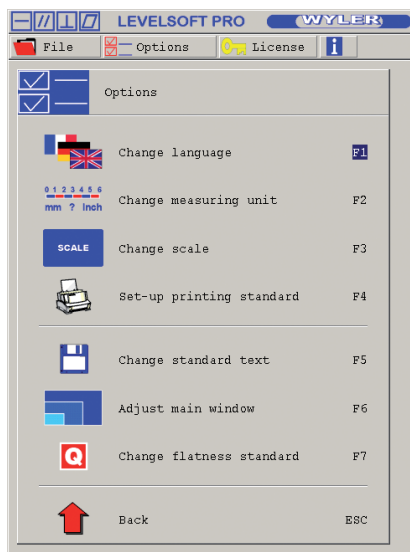 LEVELSOFT PRO WYLER
File Options License i
Options
Change language F1
0 1 2 3 4 5 6
mm ? Inch
Change measuring unit F2
SCALE Change scale F3
Set-up printing standard F4
Change standard text F5
Adjust main window F6
Q Change flatness standard F7
Back ESC